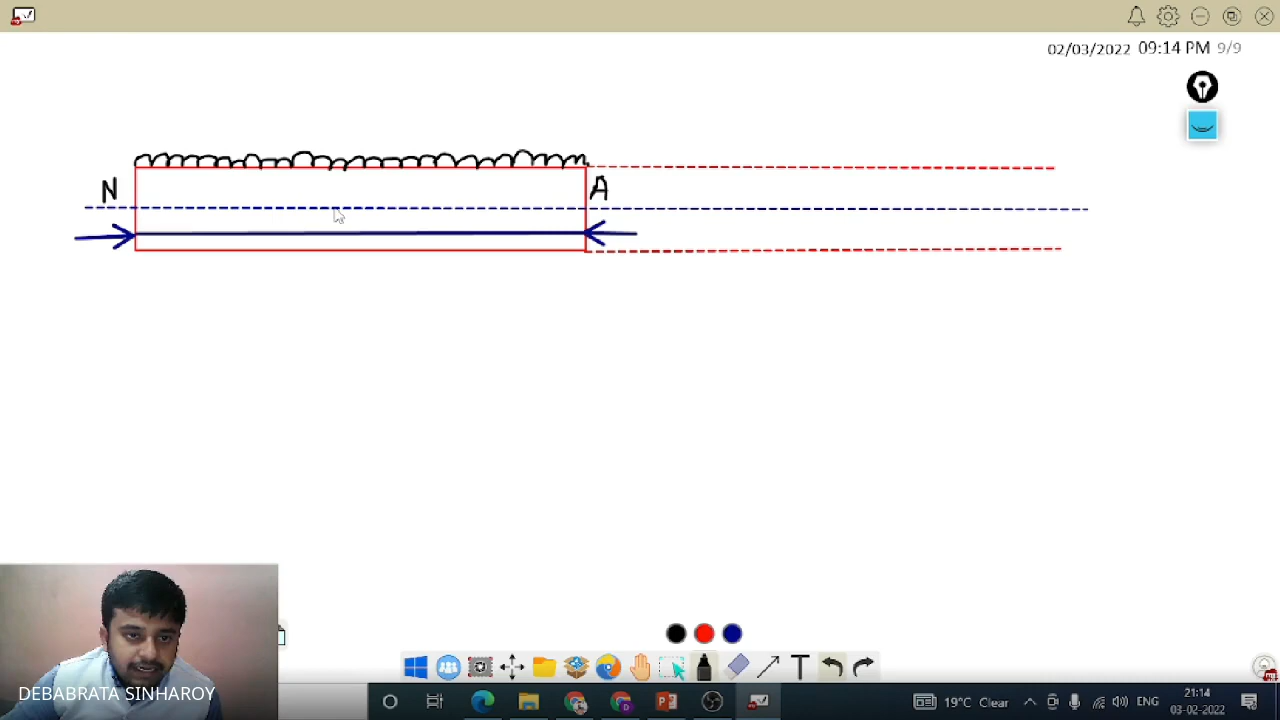 02/03/2022 09:14 PM 9/9
N A
DEBABRATA SINHAROY
T
19°C Clear ENG 21:14
03-02-2022